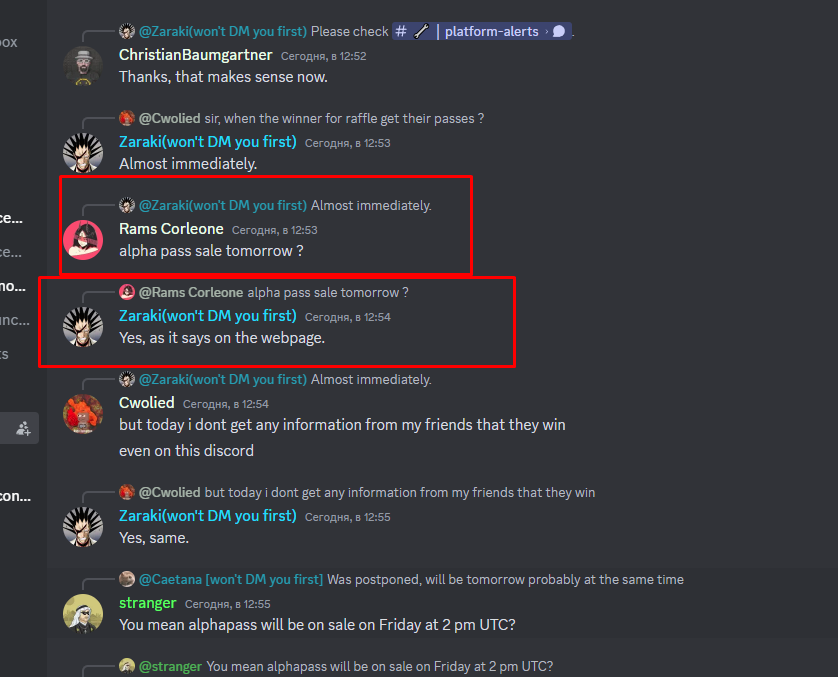 @Zaraki(won't DM you first) Please check # | platform-alerts ›
ox
ChristianBaumgartner Сегодня, в 12:52
Thanks, that makes sense now.
@Cwolied sir, when the winner for raffle get their passes ?
Zaraki(won't DM you first) Сегодня, в 12:53
Almost immediately.
@Zaraki(won't DM you first) Almost immediately.
ce...
Rams Corleone Сегодня, в 12:53
ce...
alpha pass sale tomorrow ?
no...
@Rams Corleone alpha pass sale tomorrow ?
unc...
Zaraki(won't DM you first) Сегодня, в 12:54
Yes, as it says on the webpage.
ts
@Zaraki(won't DM you first) Almost immediately.
Cwolied Сегодня, в 12:54
but today i dont get any information from my friends that they win
even on this discord
con...
@Cwolied but today i dont get any information from my friends that they win
Zaraki(won't DM you first) Сегодня, в 12:55
Yes, same.
@Caetana [won't DM you first] Was postponed, will be tomorrow probably at the same time
stranger Сегодня, в 12:55
You mean alphapass will be on sale on Friday at 2 pm UTC?
@stranger You mean alphapass will be on sale on Friday at 2 pm UTC?